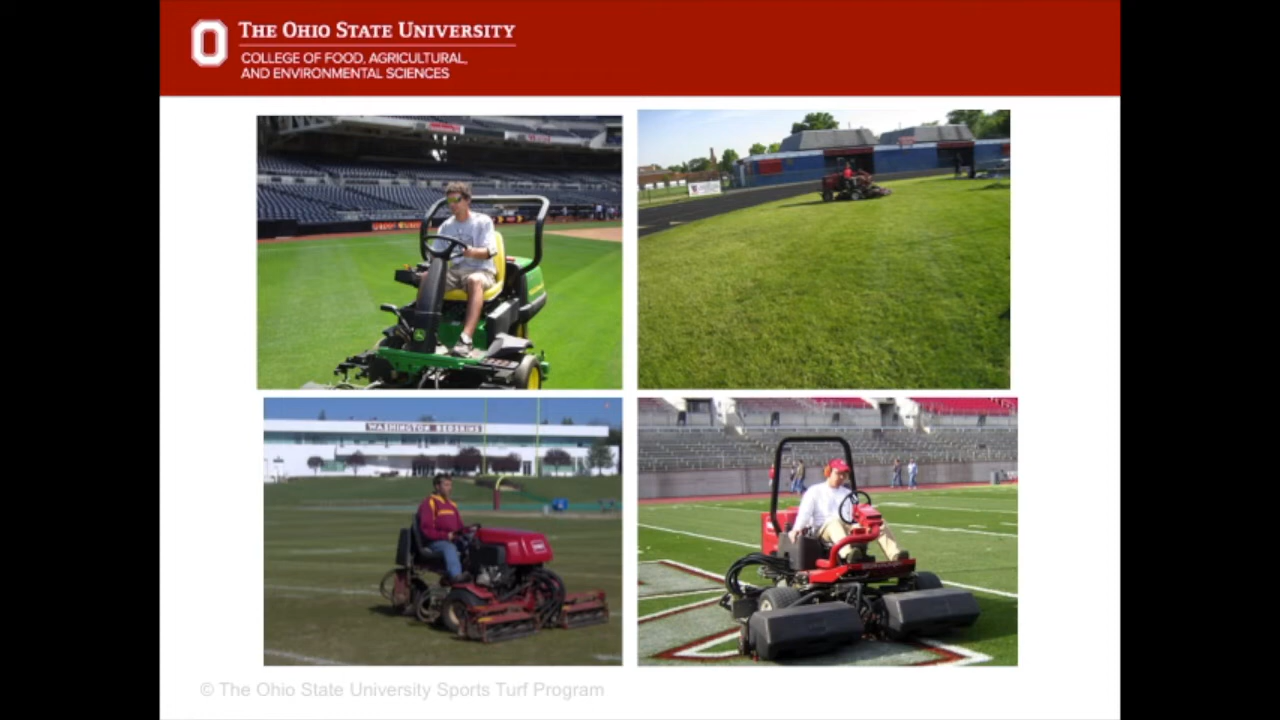 THE OHIO STATE UNIVERSITY
COLLEGE OF FOOD, AGRICULTURAL,
AND ENVIRONMENTAL SCIENCES
WASHINGTON REDSKINS
© The Ohio State University Sports Turf Program